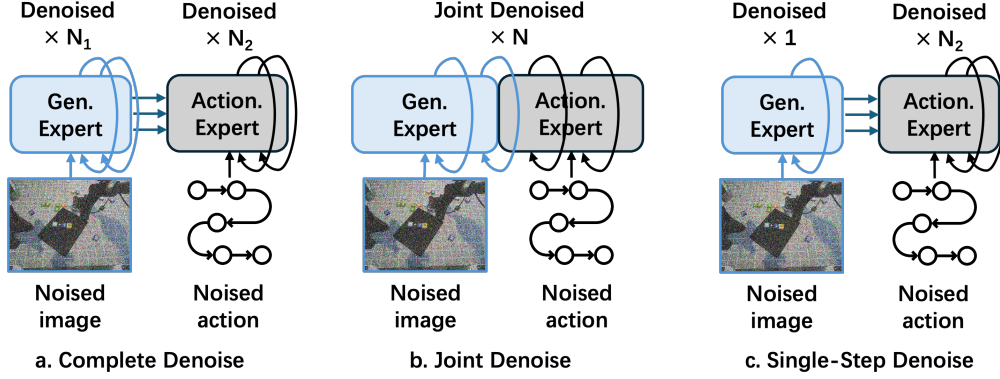 Denoised
× N₁
Denoised
× N₂
Gen.
Expert
Action.
Expert
Noised
image
Noised
action
a. Complete Denoise
Joint Denoised
× N
Gen.
Expert
Action.
Expert
Noised
image
Noised
action
b. Joint Denoise
Denoised
× 1
Denoised
× N₂
Gen.
Expert
Action.
Expert
Noised
image
Noised
action
c. Single-Step Denoise